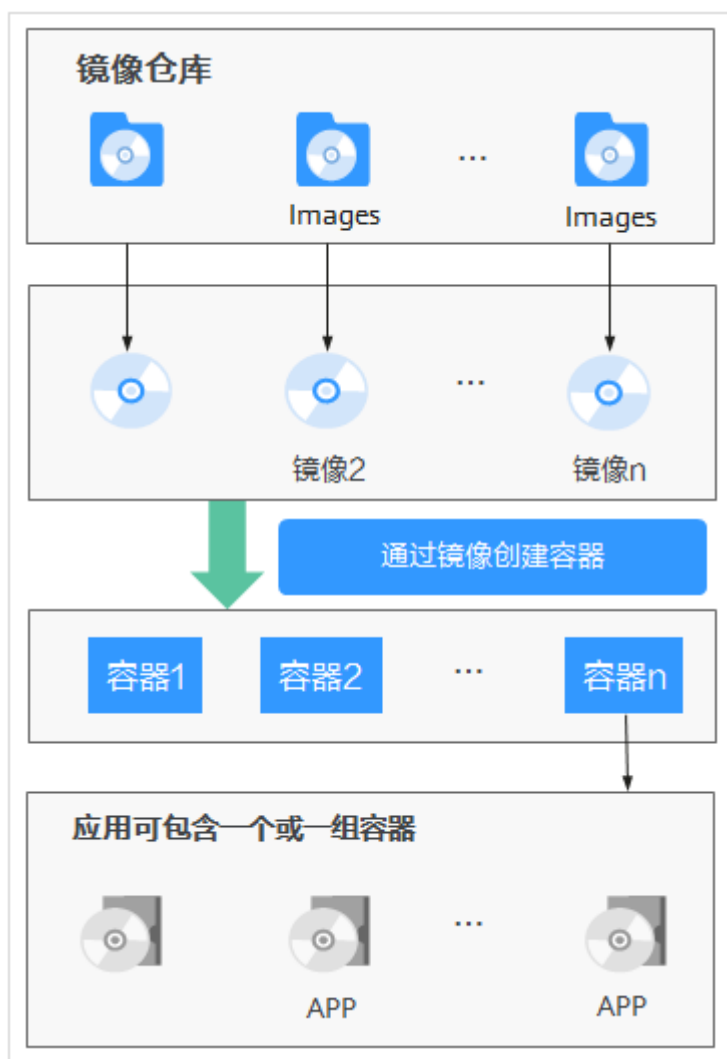 镜像仓库
...
Images
Images
...
镜像2
镜像n
通过镜像创建容器
容器1
容器2
...
容器n
应用可包含一个或一组容器
...
APP
APP